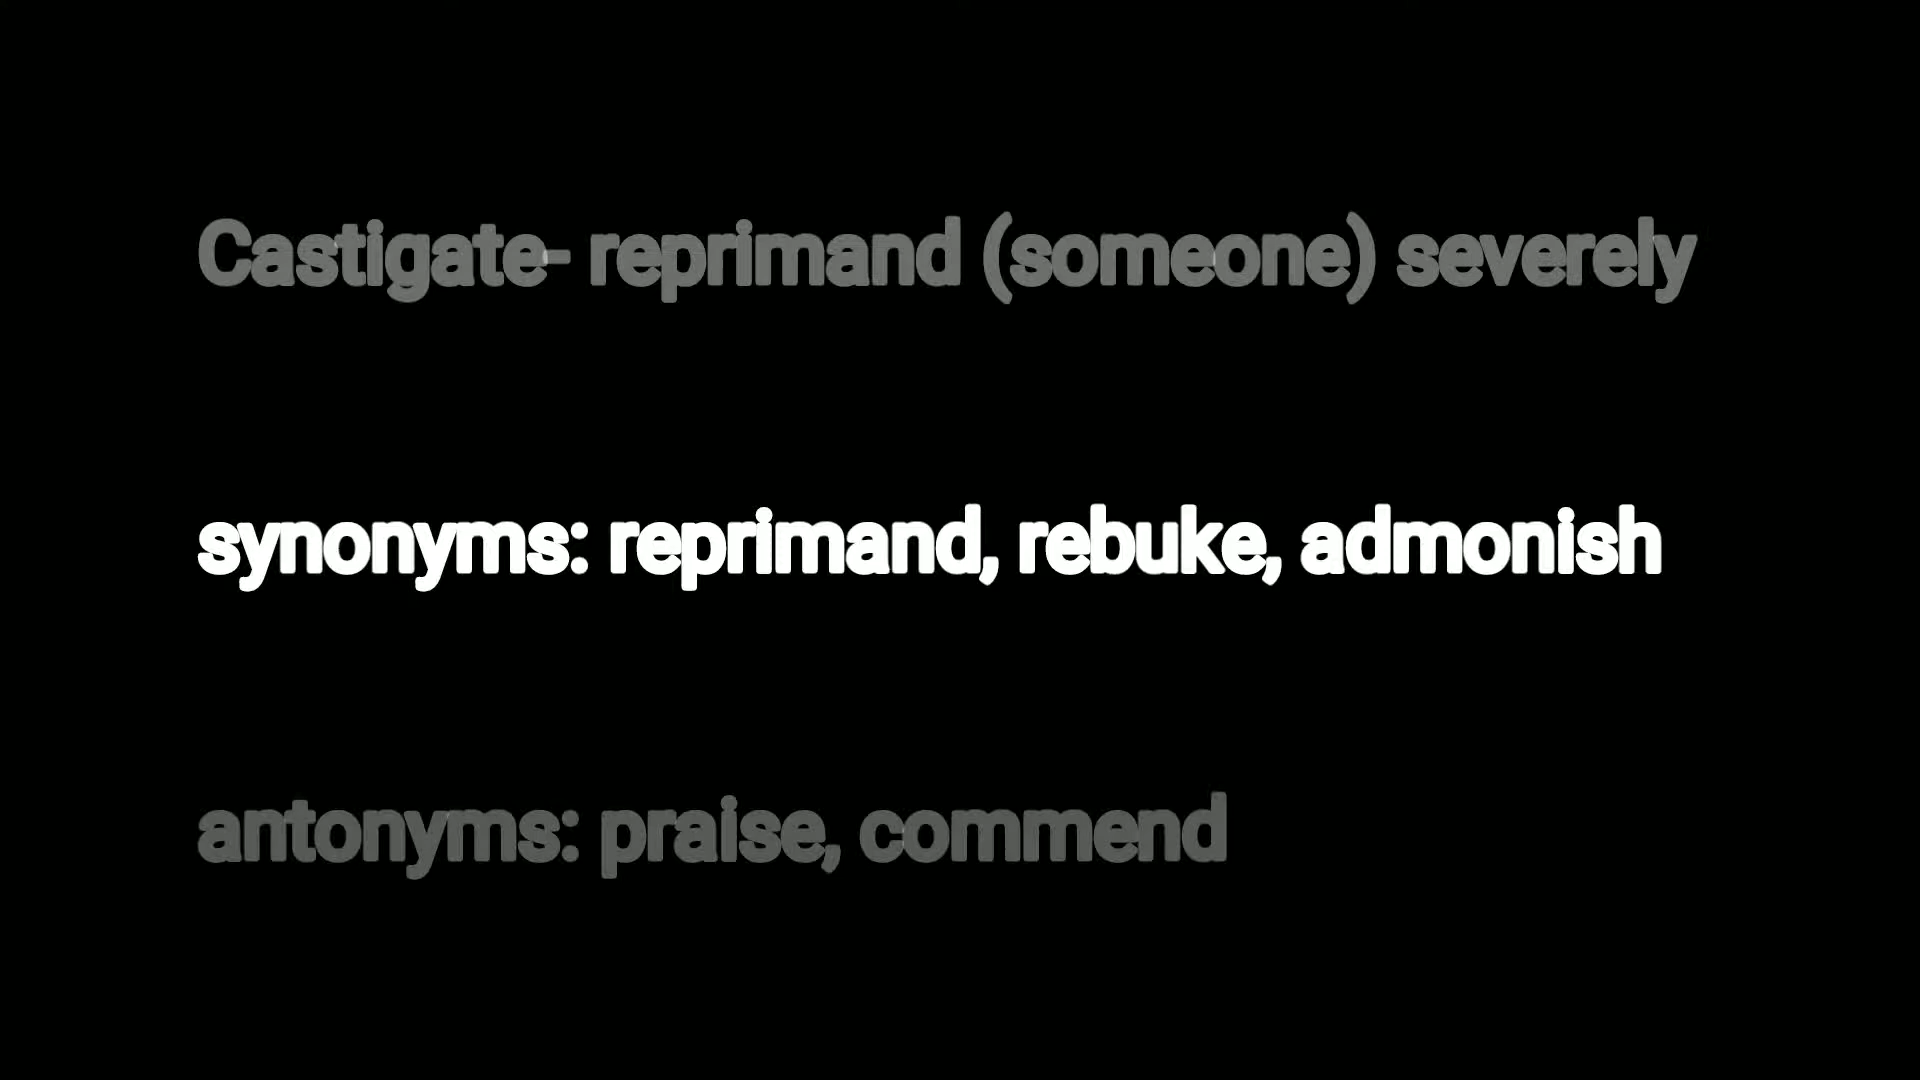 Castigate- reprimand (someone) severely
synonyms: reprimand, rebuke, admonish
antonyms: praise, commend